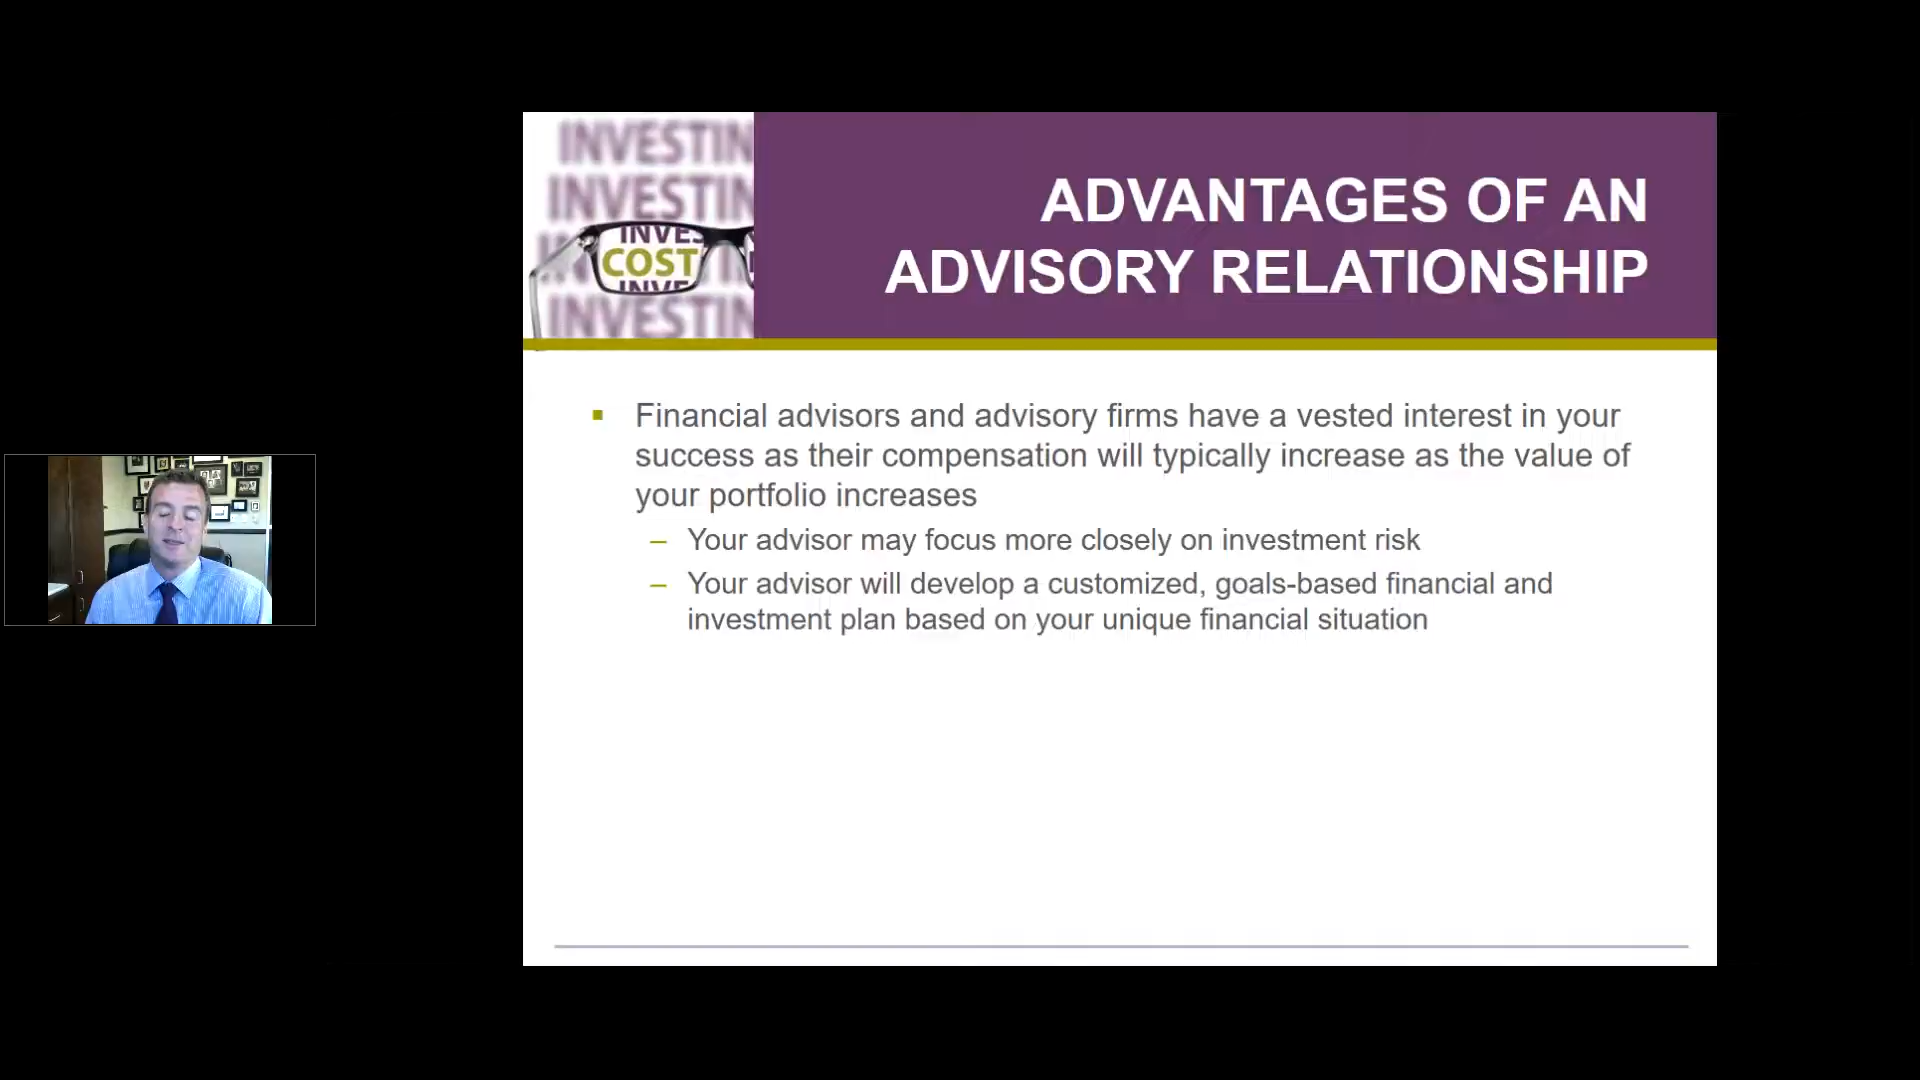 INVESTIN
INVESTIN
INVES
COST
INVE
INVESTIN
ADVANTAGES OF AN
ADVISORY RELATIONSHIP
Financial advisors and advisory firms have a vested interest in your
success as their compensation will typically increase as the value of
your portfolio increases
– Your advisor may focus more closely on investment risk
– Your advisor will develop a customized, goals-based financial and
investment plan based on your unique financial situation